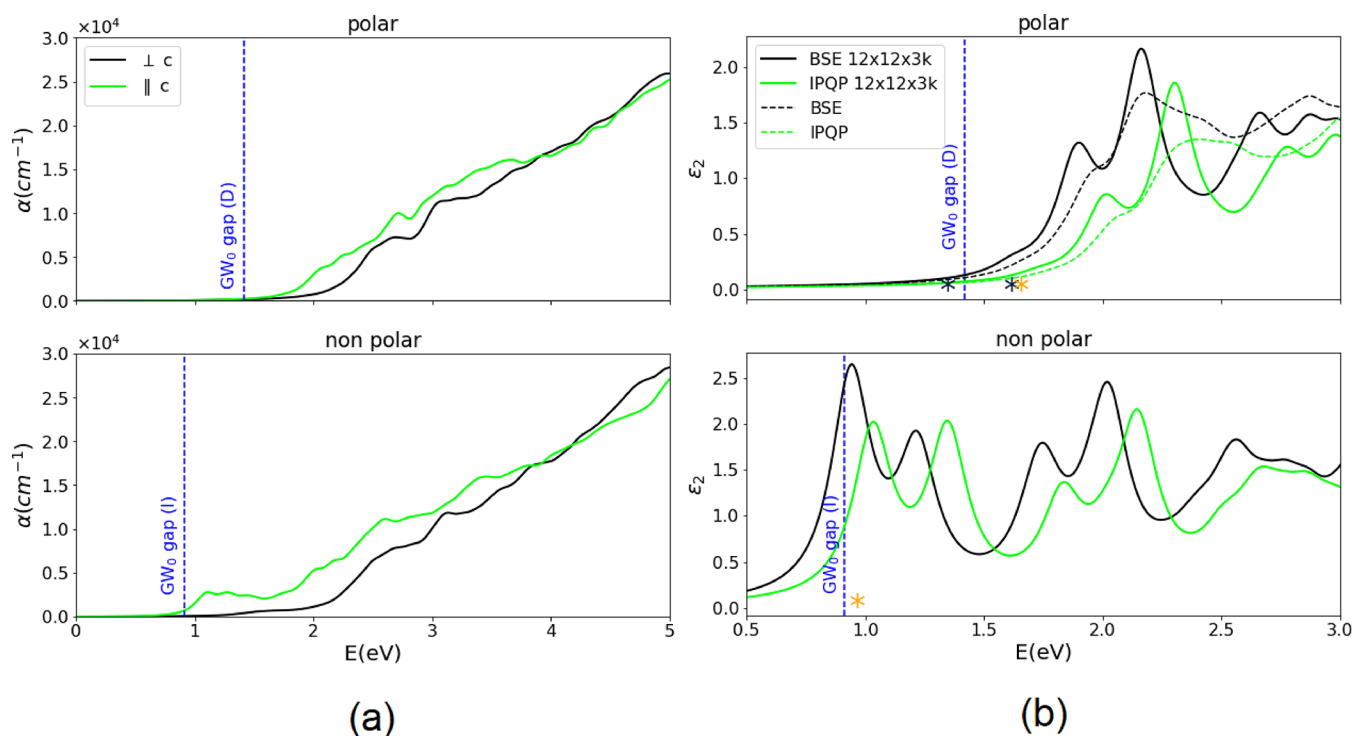 ×10⁴
polar
3.0
2.5
2.0
1.5
1.0
0.5
0.0
α(cm⁻¹)
⊥ c
∥ c
GW₀ gap (D)
×10⁴
non polar
3.0
2.5
2.0
1.5
1.0
0.5
0.0
α(cm⁻¹)
GW₀ gap (I)
0 1 2 3 4 5
E(eV)
(a)
polar
2.0
1.5
1.0
0.5
0.0
ε₂
BSE 12x12x3k
IPQP 12x12x3k
BSE
IPQP
GW₀ gap (D)
non polar
2.5
2.0
1.5
1.0
0.5
0.0
ε₂
GW₀ gap (I)
0.5 1.0 1.5 2.0 2.5 3.0
E(eV)
(b)